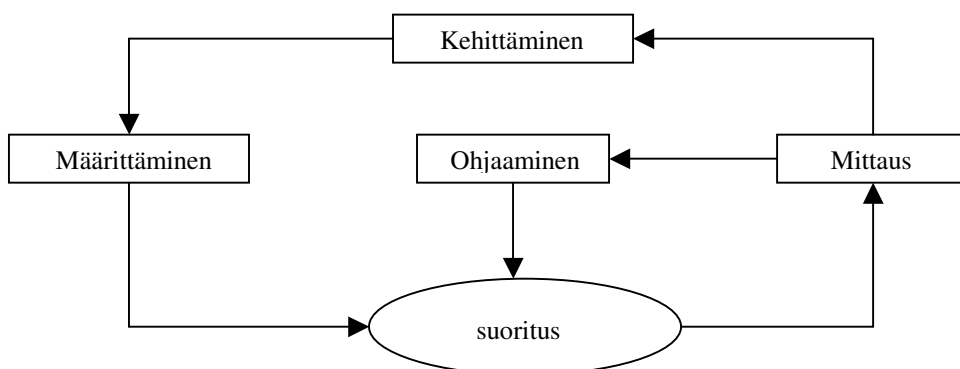 Kehittäminen
Määrittäminen
Ohjaaminen
Mittaus
suoritus